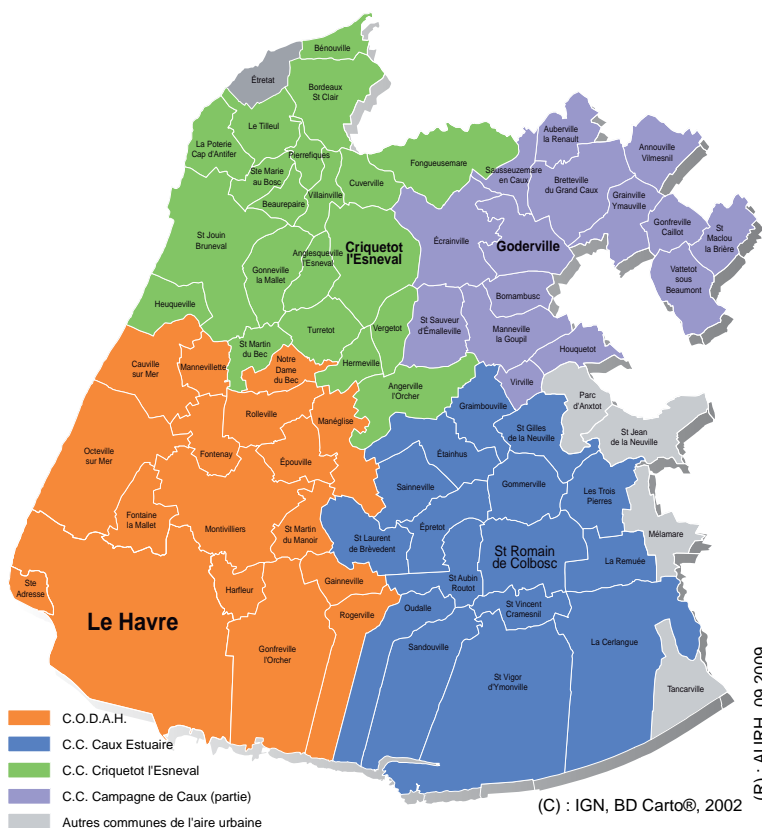 Bénouville
Étretat
Bordeaux
St Clair
Le Tilleul
La Poterie
Cap d'Antifer
Pierrefiques
Ste Marie
au Bosc
Villainville
Cuverville
Beaurepaire
Fongueusemare
Auberville
la Renault
Annouville
Vilmesnil
Sausseuzemare
en Caux
Bretteville
du Grand Caux
Grainville
Ymauville
Gonfreville
Caillot
St
Maclou
la Brière
Vattetot
sous
Beaumont
St Jouin
Bruneval
Gonneville
la Mallet
Anglesqueville
l'Esneval
Criquetot
l'Esneval
Écrainville
Goderville
Bornambusc
Heuqueville
Turretot
Vergetot
St Sauveur
d'Émalleville
Manneville
la Goupil
Houquetot
St Martin
du Bec
Hermeville
Angerville
l'Orcher
Virville
Cauville
sur Mer
Mannevillette
Notre
Dame
du Bec
Parc
d'Anxtot
Graimbouville
St Gilles
de la Neuville
St Jean
de la Neuville
Rolleville
Manéglise
Octeville
sur Mer
Fontenay
Épouville
Étainhus
Sainneville
Gommerville
Les Trois
Pierres
Fontaine
la Mallet
Montivilliers
St Martin
du Manoir
St Laurent
de Brèvedent
Épretot
St Romain
de Colbosc
Mélamare
La Remuée
Ste
Adresse
Harfleur
Gainneville
St Aubin
Routot
Le Havre
Rogerville
Oudalle
St Vincent
Cramesnil
Gonfreville
l'Orcher
Sandouville
St Vigor
d'Ymonville
La Cerlangue
Tancarville
C.O.D.A.H.
C.C. Caux Estuaire
C.C. Criquetot l'Esneval
C.C. Campagne de Caux (partie)
Autres communes de l'aire urbaine
(C) : IGN, BD Carto®, 2002
(R) : AURH 09 2009